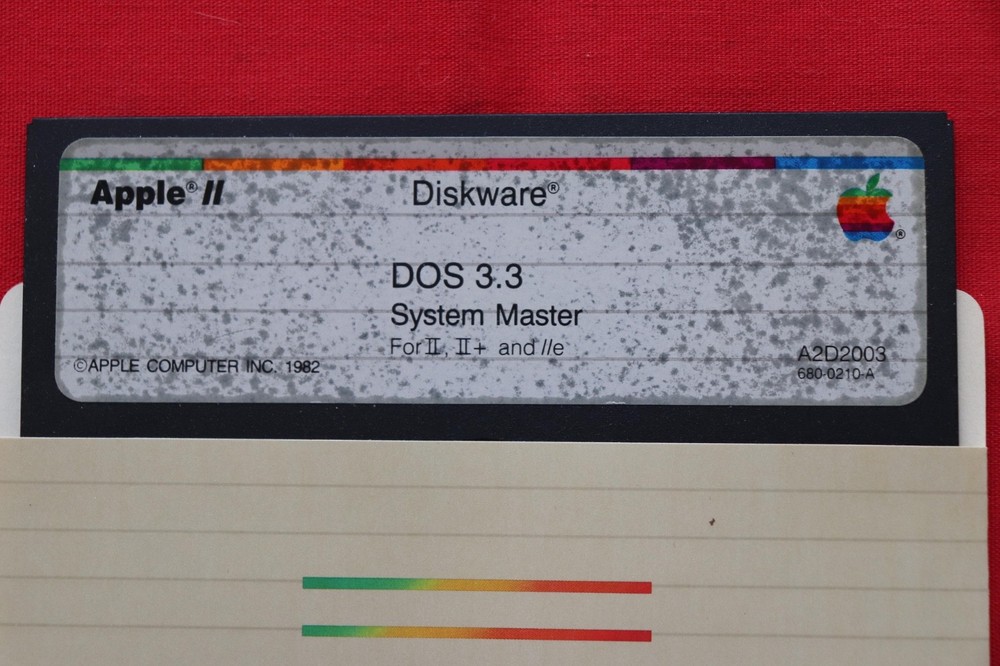 Apple® II Diskware®
®
DOS 3.3
System Master
For II, II+ and //e
©APPLE COMPUTER INC. 1982
A2D2003
680-0210-A